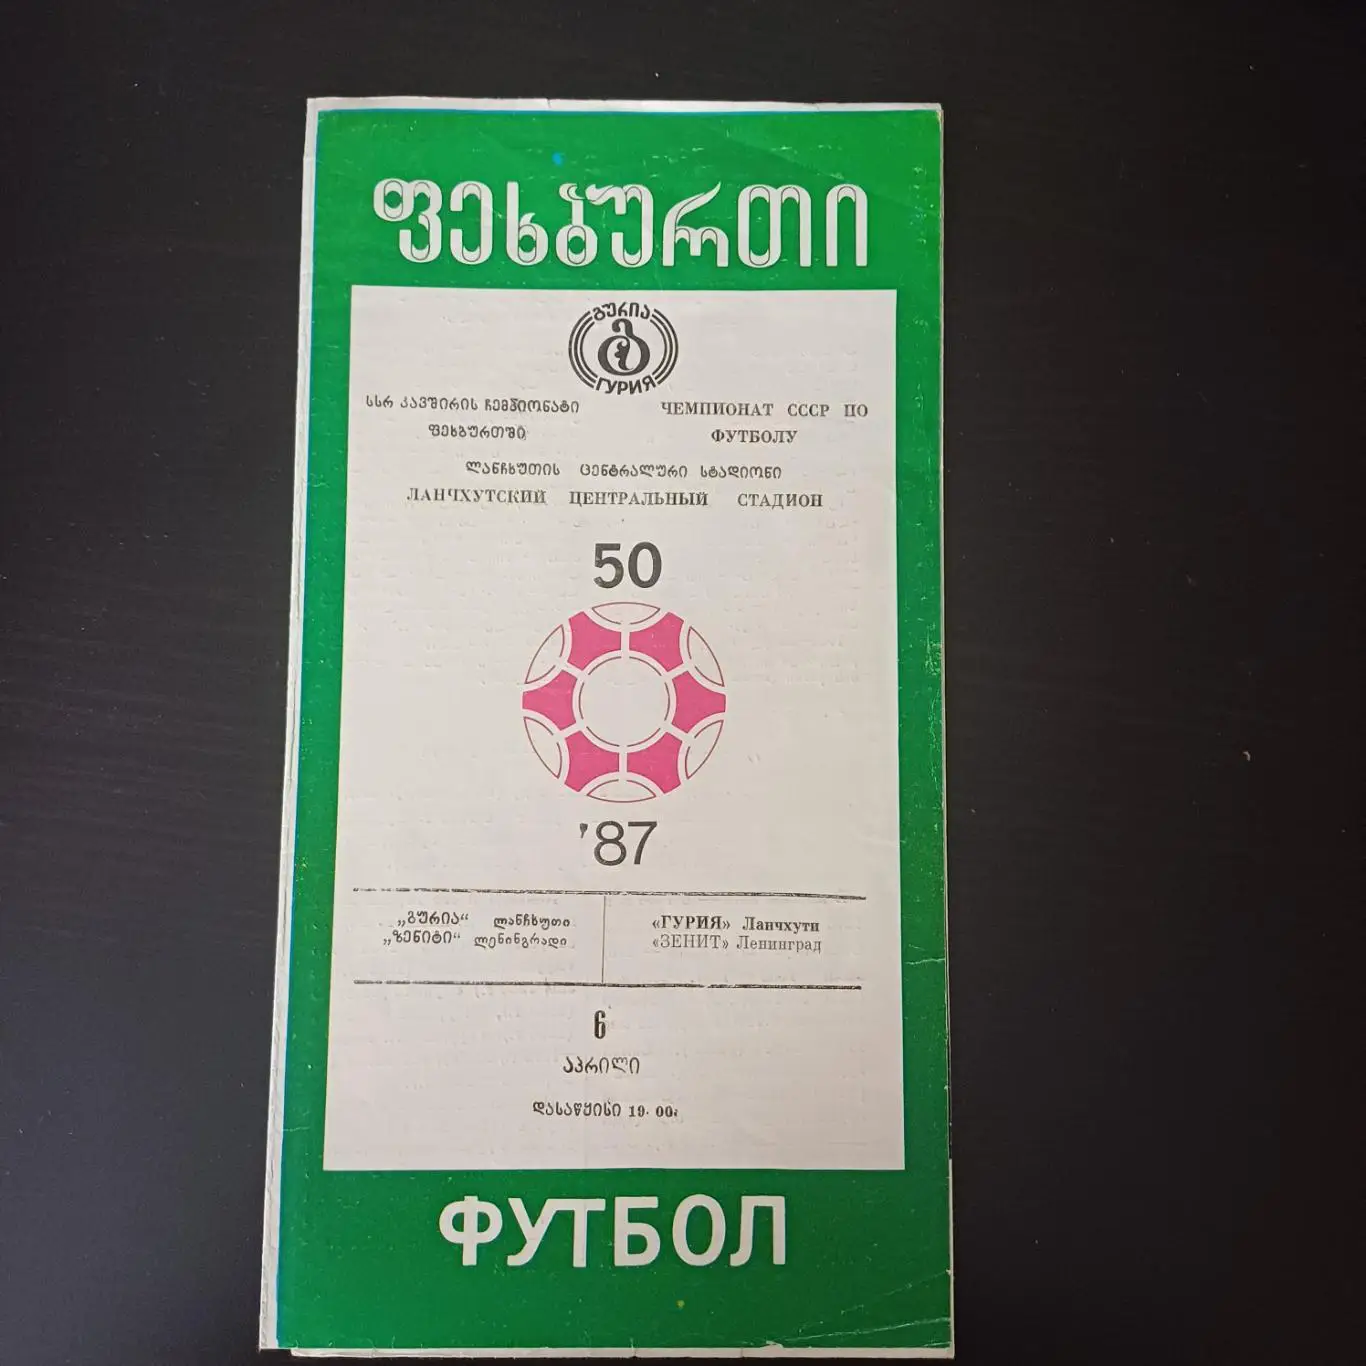 ფეხბურთი
გურია
გ
ГУРИЯ
სსრ კავშირის ჩემპიონატი
ფეხბურთში
ЧЕМПИОНАТ СССР ПО
ФУТБОЛУ
ლანჩხუთის ცენტრალური სტადიონი
ЛАНЧХУТСКИЙ ЦЕНТРАЛЬНЫЙ СТАДИОН
50
'87
„გურია“ ლანჩხუთი
„ზენიტი“ ლენინგრადი
«ГУРИЯ» Ланчхути
«ЗЕНИТ» Ленинград
6
აპრილი
დასაწყისი 19. 00.
ФУТБОЛ